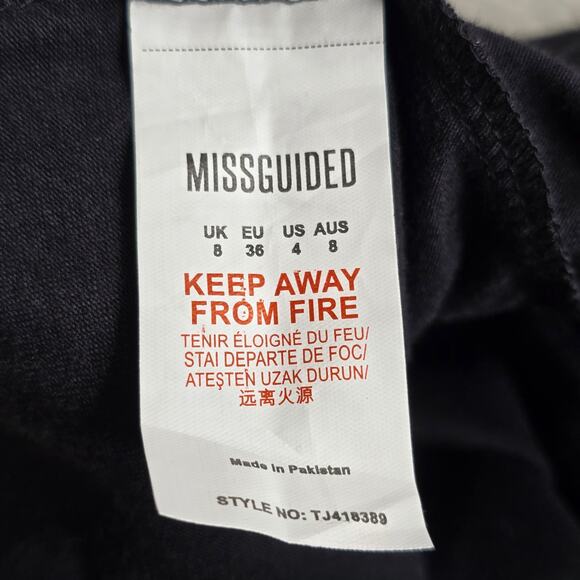 MISSGUIDED
UK EU US AUS
8 36 4 8
KEEP AWAY
FROM FIRE
TENIR ÉLOIGNÉ DU FEU/
STAI DEPARTE DE FOC/
ATEŞTEN UZAK DURUN/
远离火源
Made in Pakistan
STYLE NO: TJ418389